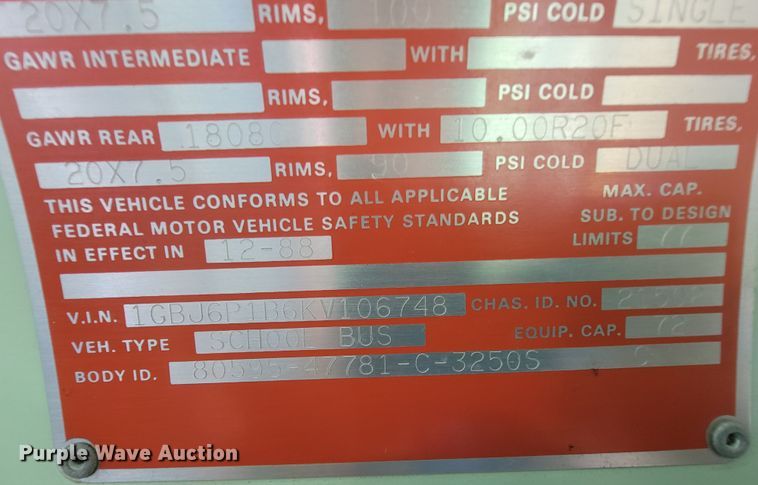 20X7.5 RIMS, 100 PSI COLD SINGLE
GAWR INTERMEDIATE WITH TIRES,
RIMS, PSI COLD
GAWR REAR 18080 WITH 10.00R20F TIRES,
20X7.5 RIMS, 90 PSI COLD DUAL
THIS VEHICLE CONFORMS TO ALL APPLICABLE MAX. CAP.
FEDERAL MOTOR VEHICLE SAFETY STANDARDS SUB. TO DESIGN
IN EFFECT IN 12-88 LIMITS 77
V.I.N. 1GBJ6P1B6KV106748 CHAS. ID. NO.
VEH. TYPE SCHOOL BUS EQUIP. CAP. 72
BODY ID. 80595-47781-C-3250S
Purple Wave Auction